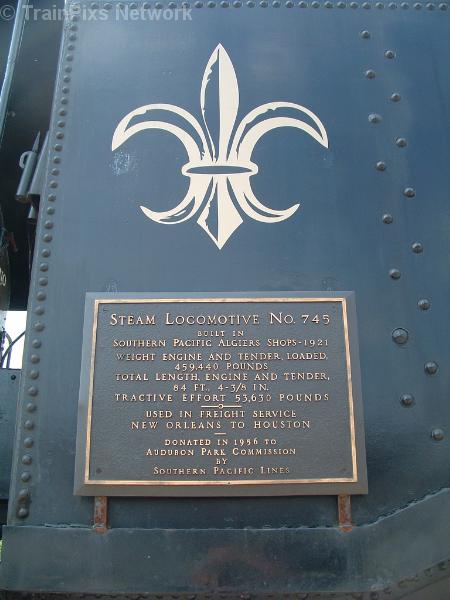 © TrainPixs Network
STEAM LOCOMOTIVE NO. 745
BUILT IN
SOUTHERN PACIFIC ALGIERS SHOPS-1921
WEIGHT ENGINE AND TENDER, LOADED,
459,440 POUNDS
TOTAL LENGTH, ENGINE AND TENDER,
84 FT., 4-3/8 IN.
TRACTIVE EFFORT 53,630 POUNDS
USED IN FREIGHT SERVICE
NEW ORLEANS TO HOUSTON
DONATED IN 1956 TO
AUDUBON PARK COMMISSION
BY
SOUTHERN PACIFIC LINES